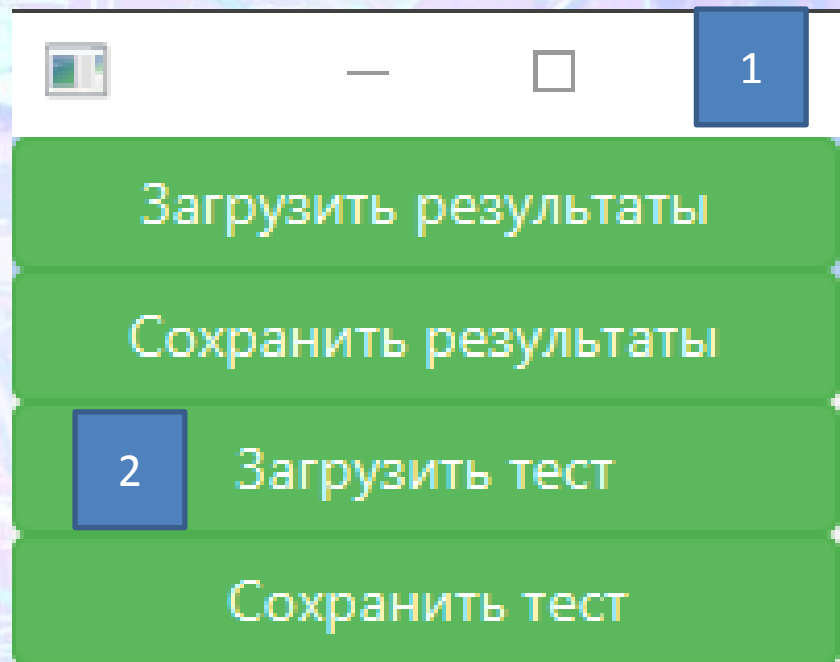 1
Загрузить результаты
Сохранить результаты
2 Загрузить тест
Сохранить тест